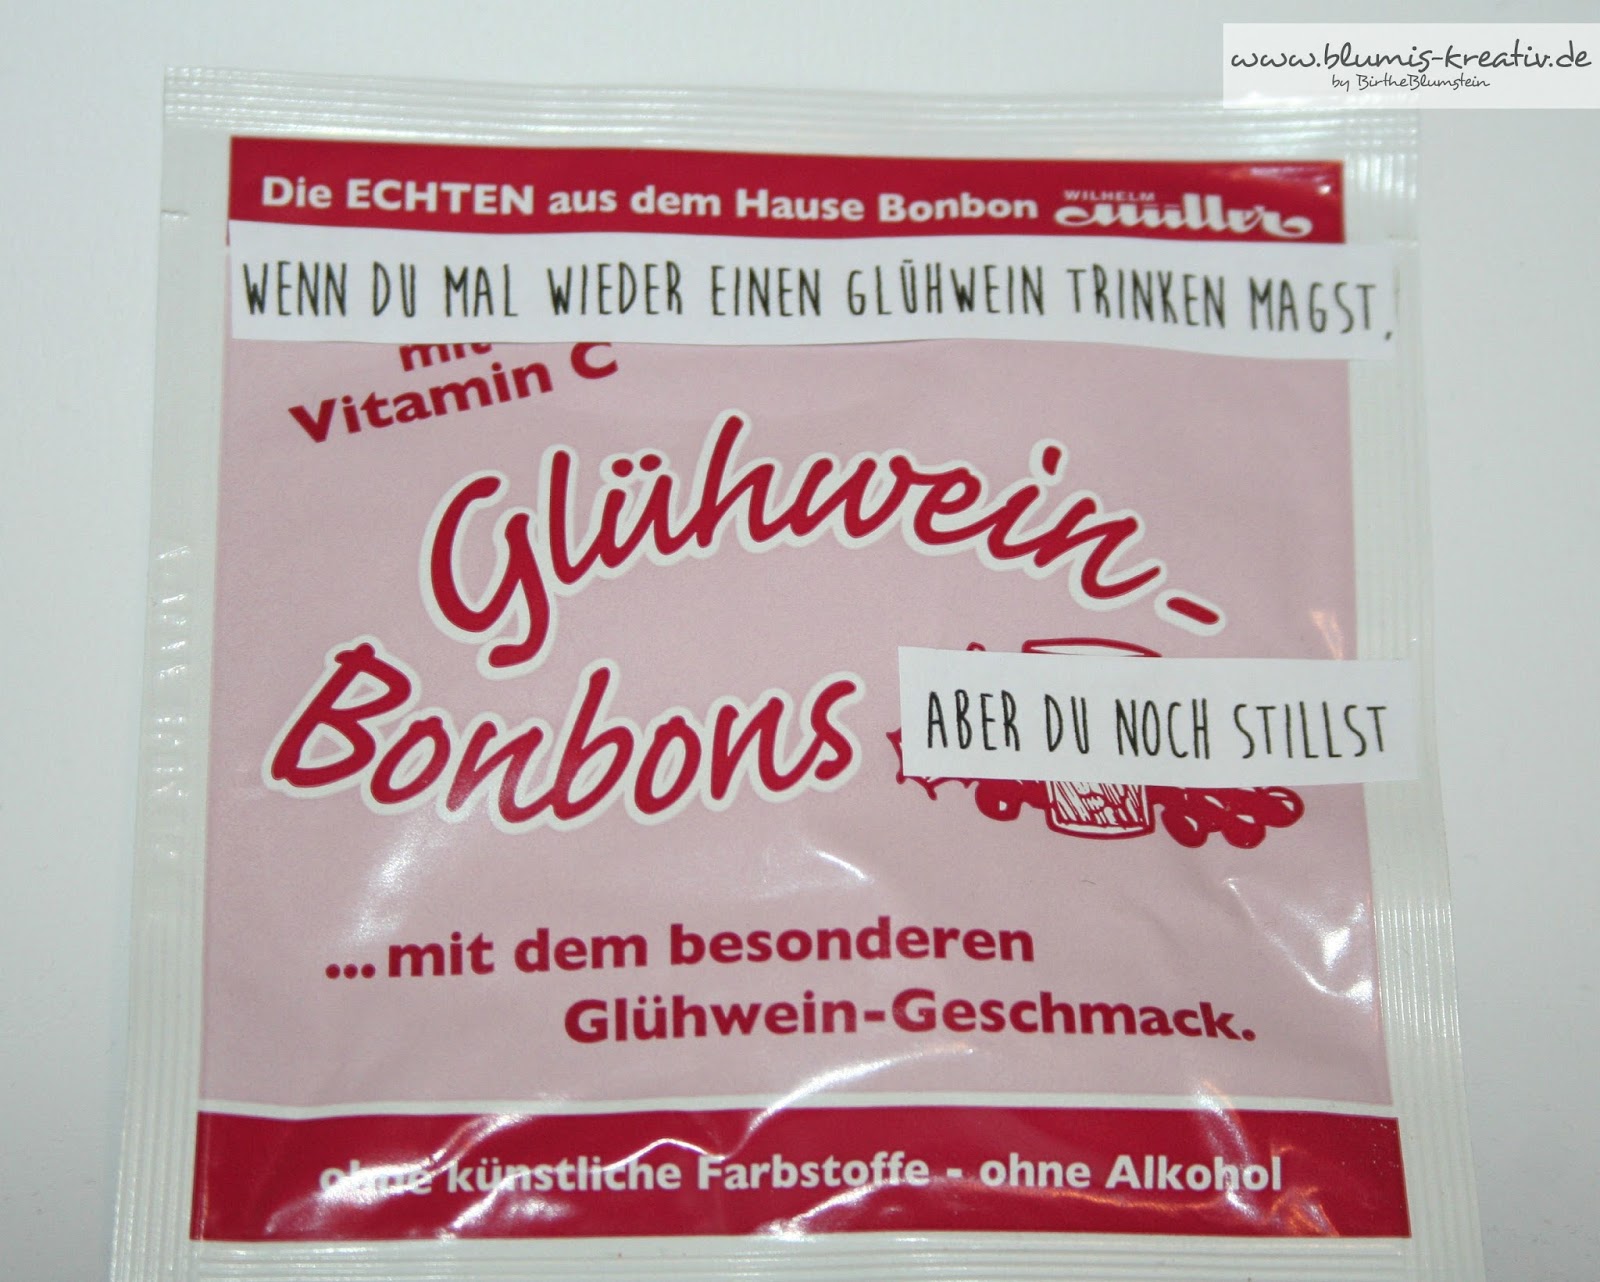 www.blumis-kreativ.de
by BirtheBlumstein
Die ECHTEN aus dem Hause Bonbon WILHELM Müller
WENN DU MAL WIEDER EINEN GLÜHWEIN TRINKEN MAGST,
mit
Vitamin C
Glühwein-
Bonbons
ABER DU NOCH STILLST
...mit dem besonderen
Glühwein-Geschmack.
ohne künstliche Farbstoffe - ohne Alkohol